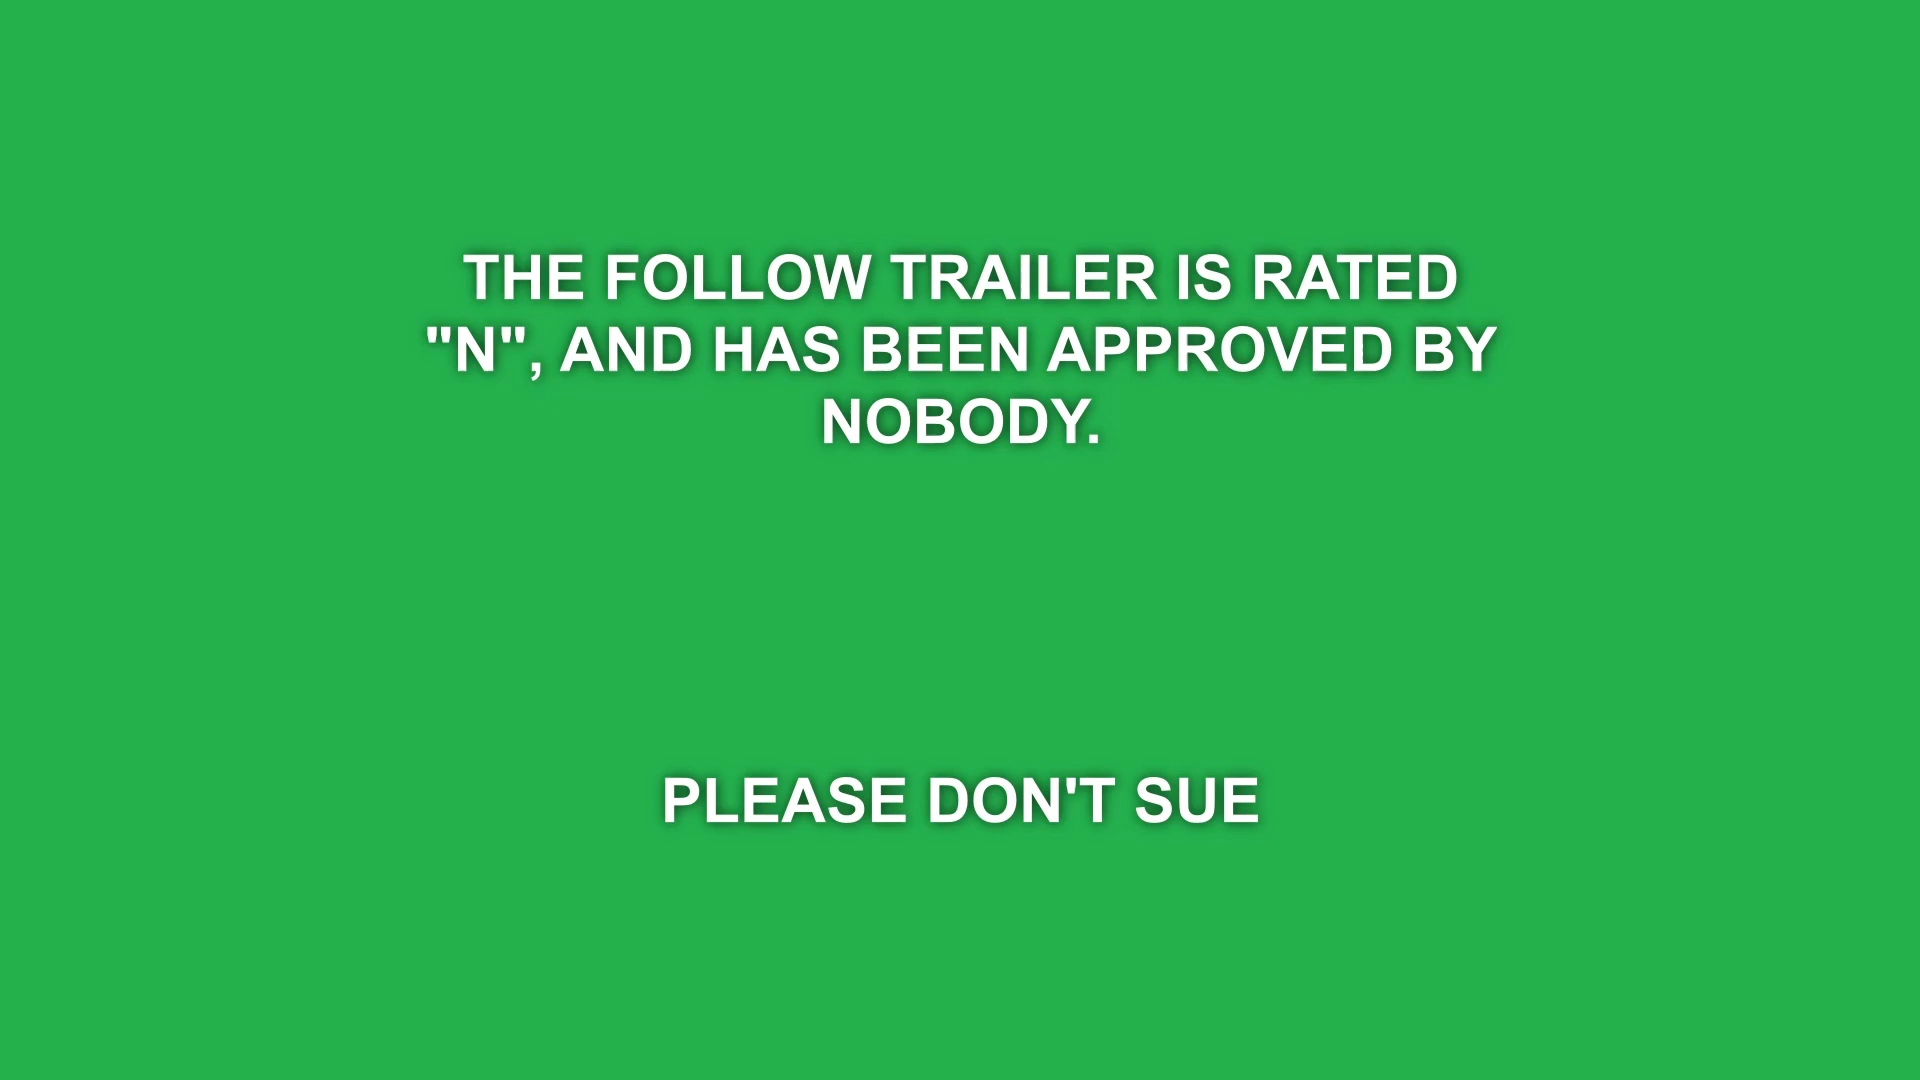 THE FOLLOW TRAILER IS RATED
"N", AND HAS BEEN APPROVED BY
NOBODY.
PLEASE DON'T SUE